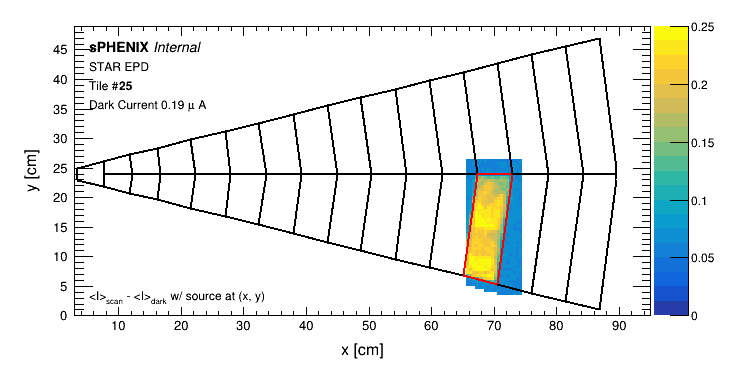 sPHENIX Internal
STAR EPD
Tile #25
Dark Current 0.19 μ A
<I>scan - <I>dark w/ source at (x, y)
y [cm]
45
40
35
30
25
20
15
10
5
0
10 20 30 40 50 60 70 80 90
x [cm]
0.25
0.2
0.15
0.1
0.05
0